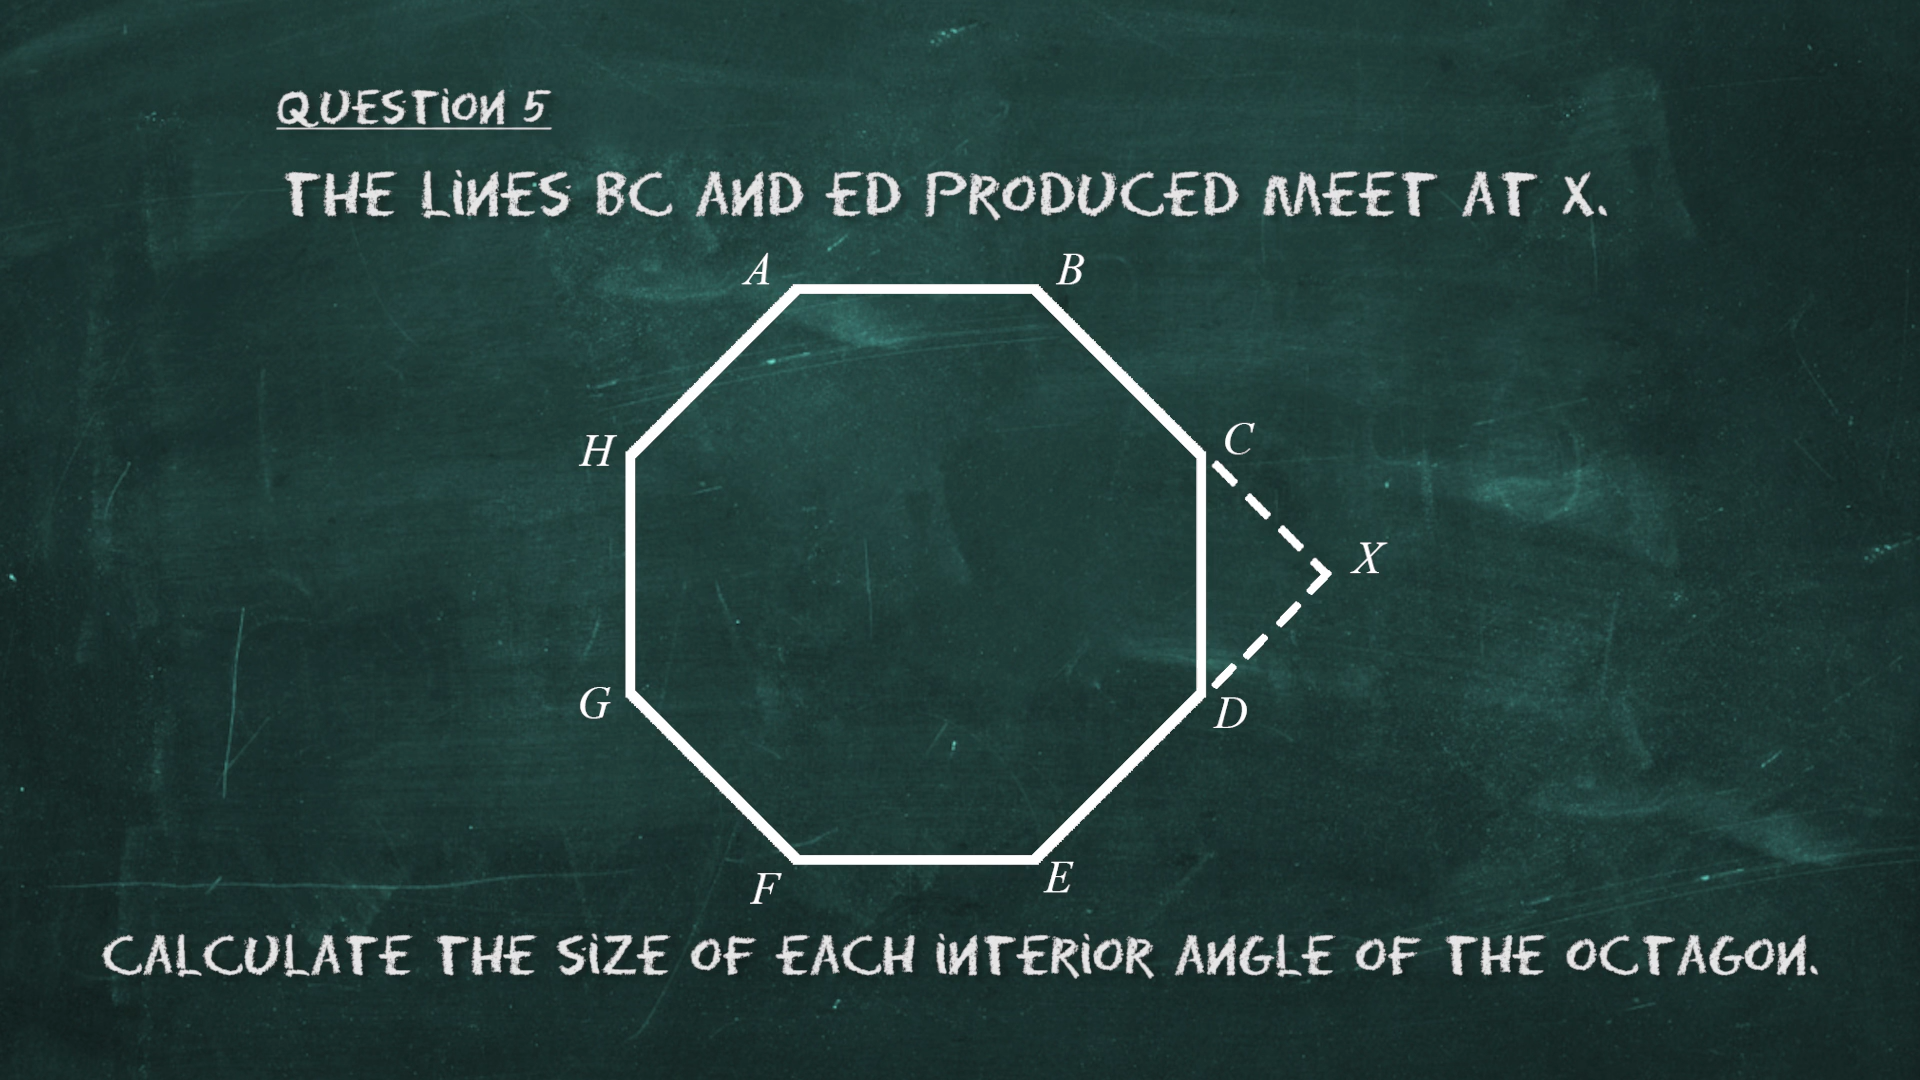 QUESTION 5
THE LINES BC AND ED PRODUCED MEET AT X.
A
B
C
H
X
G
D
E
F
CALCULATE THE SIZE OF EACH INTERIOR ANGLE OF THE OCTAGON.